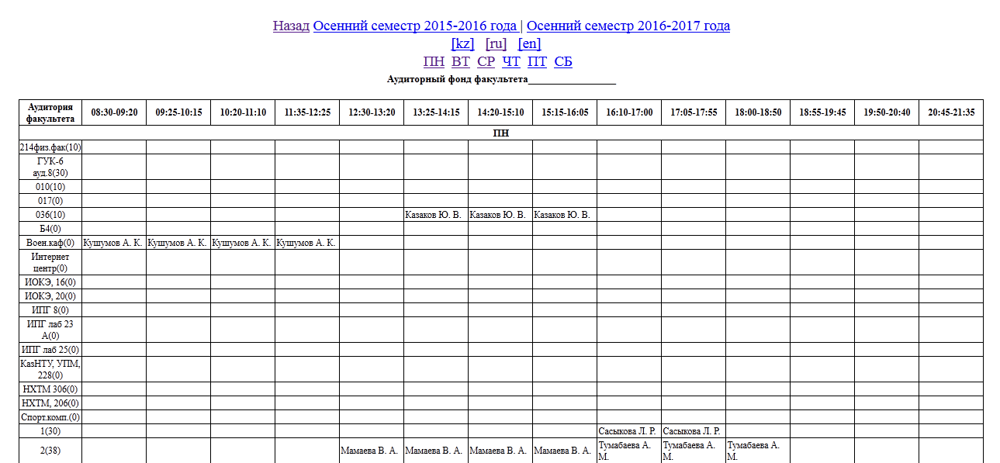 Назад Осенний семестр 2015-2016 года | Осенний семестр 2016-2017 года
[kz] [ru] [en]
ПН ВТ СР ЧТ ПТ СБ
Аудиторный фонд факультета__________________
Аудитория факультета 08:30-09:20 09:25-10:15 10:20-11:10 11:35-12:25 12:30-13:20 13:25-14:15 14:20-15:10 15:15-16:05 16:10-17:00 17:05-17:55 18:00-18:50 18:55-19:45 19:50-20:40 20:45-21:35
ПН
214физ.фак(10)
ГУК-6
ауд.8(30)
010(10)
017(0)
036(10) Казаков Ю. В. Казаков Ю. В. Казаков Ю. В.
Б4(0)
Воен.каф(0) Кушумов А. К. Кушумов А. К. Кушумов А. К. Кушумов А. К.
Интернет
центр(0)
ИОКЭ, 16(0)
ИОКЭ, 20(0)
ИПГ 8(0)
ИПГ лаб 23
А(0)
ИПГ лаб 25(0)
КазНТУ, УПМ,
228(0)
НХТМ 306(0)
НХТМ, 206(0)
Спорт.комп.(0)
1(30) Сасыкова Л. Р. Сасыкова Л. Р.
2(38) Мамаева В. А. Мамаева В. А. Мамаева В. А. Мамаева В. А. Тумабаева А. М. Тумабаева А. М. Тумабаева А. М.